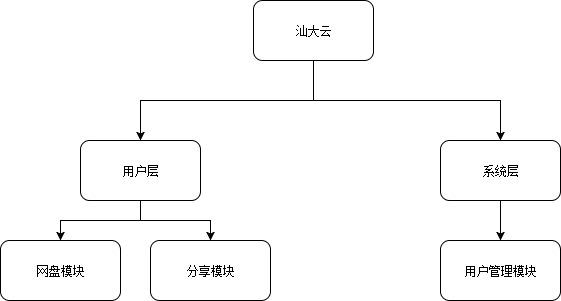 汕大云
用户层
系统层
网盘模块
分享模块
用户管理模块